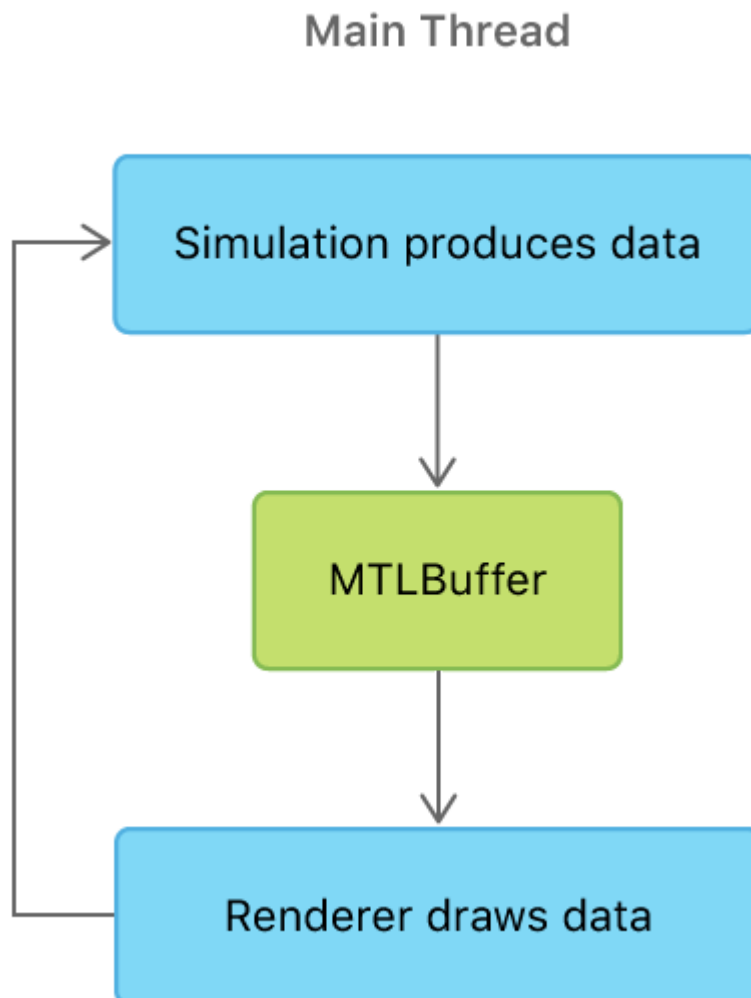 Main Thread
Simulation produces data
MTLBuffer
Renderer draws data